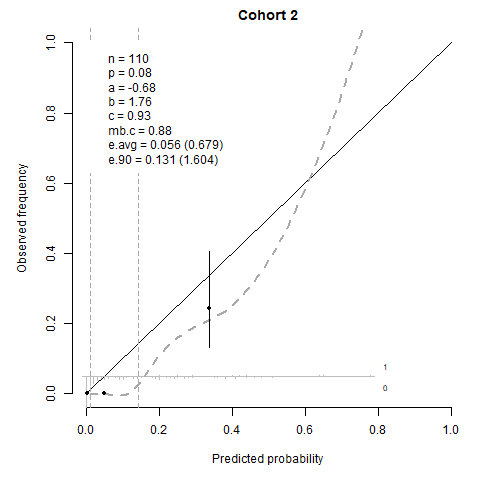 Cohort 2
n = 110
p = 0.08
a = -0.68
b = 1.76
c = 0.93
mb.c = 0.88
e.avg = 0.056 (0.679)
e.90 = 0.131 (1.604)
Observed frequency
1.0
0.8
0.6
0.4
0.2
0.0
1
0
0.0 0.2 0.4 0.6 0.8 1.0
Predicted probability